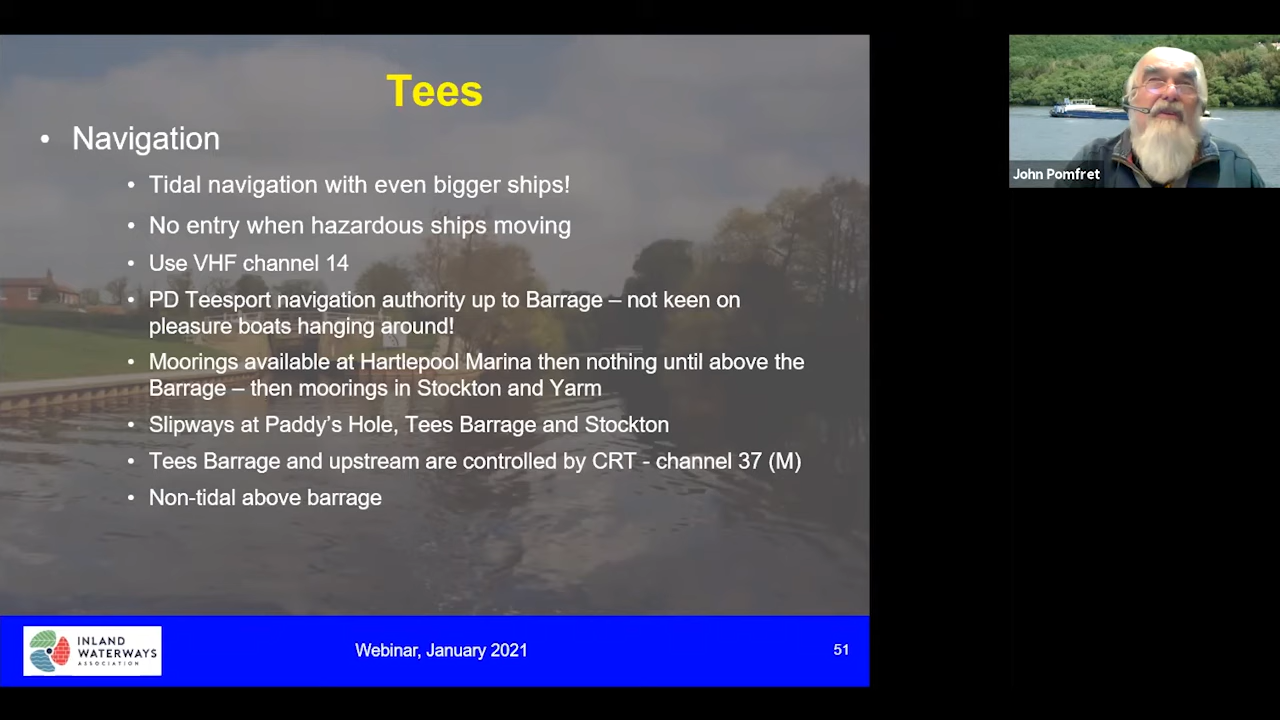 Tees
• Navigation
• Tidal navigation with even bigger ships!
• No entry when hazardous ships moving
• Use VHF channel 14
• PD Teesport navigation authority up to Barrage – not keen on
pleasure boats hanging around!
• Moorings available at Hartlepool Marina then nothing until above the
Barrage – then moorings in Stockton and Yarm
• Slipways at Paddy’s Hole, Tees Barrage and Stockton
• Tees Barrage and upstream are controlled by CRT - channel 37 (M)
• Non-tidal above barrage
INLAND
WATERWAYS
ASSOCIATION
Webinar, January 2021
51
John Pomfret